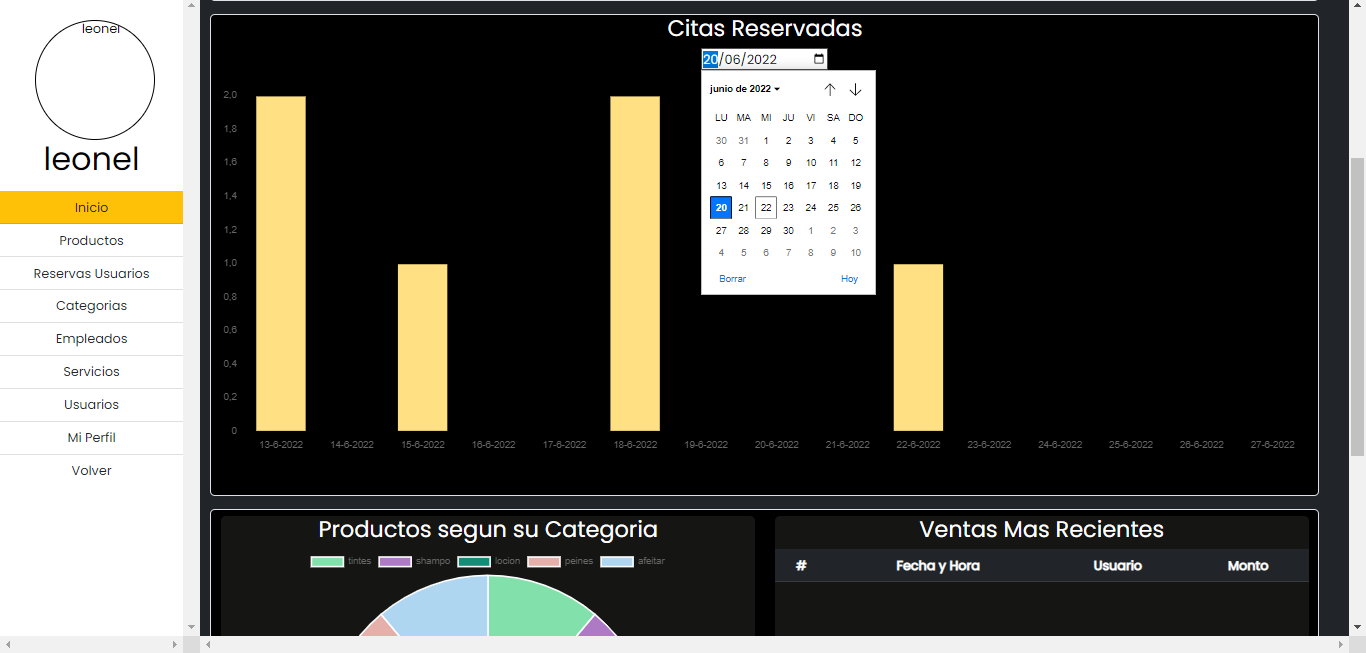 leonel
leonel
Inicio
Productos
Reservas Usuarios
Categorias
Empleados
Servicios
Usuarios
Mi Perfil
Volver
Citas Reservadas
20/06/2022
junio de 2022
LU MA MI JU VI SA DO
30 31 1 2 3 4 5
6 7 8 9 10 11 12
13 14 15 16 17 18 19
20 21 22 23 24 25 26
27 28 29 30 1 2 3
4 5 6 7 8 9 10
Borrar Hoy
2,0
1,8
1,6
1,4
1,2
1,0
0,8
0,6
0,4
0,2
0
13-6-2022 14-6-2022 15-6-2022 16-6-2022 17-6-2022 18-6-2022 19-6-2022 20-6-2022 21-6-2022 22-6-2022 23-6-2022 24-6-2022 25-6-2022 26-6-2022 27-6-2022
Productos segun su Categoria
tintes shampo locion peines afeitar
Ventas Mas Recientes
# Fecha y Hora Usuario Monto